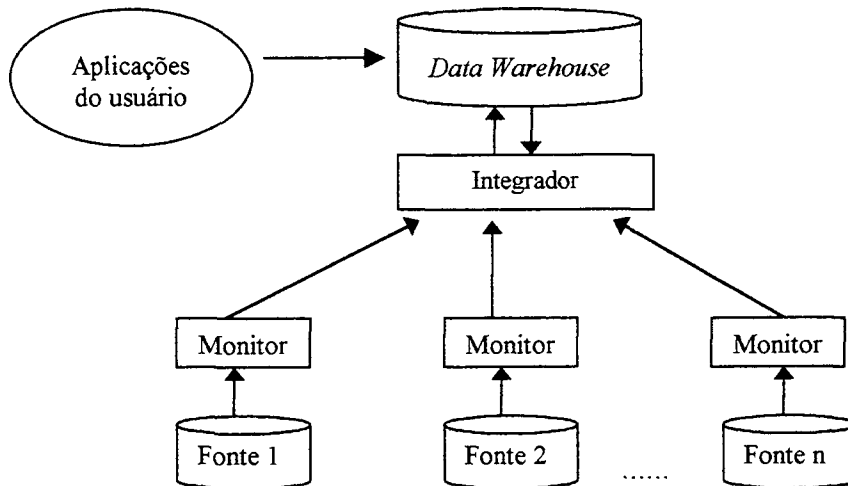 Aplicações
do usuário
Data Warehouse
Integrador
Monitor
Monitor
Monitor
Fonte 1
Fonte 2
......
Fonte n